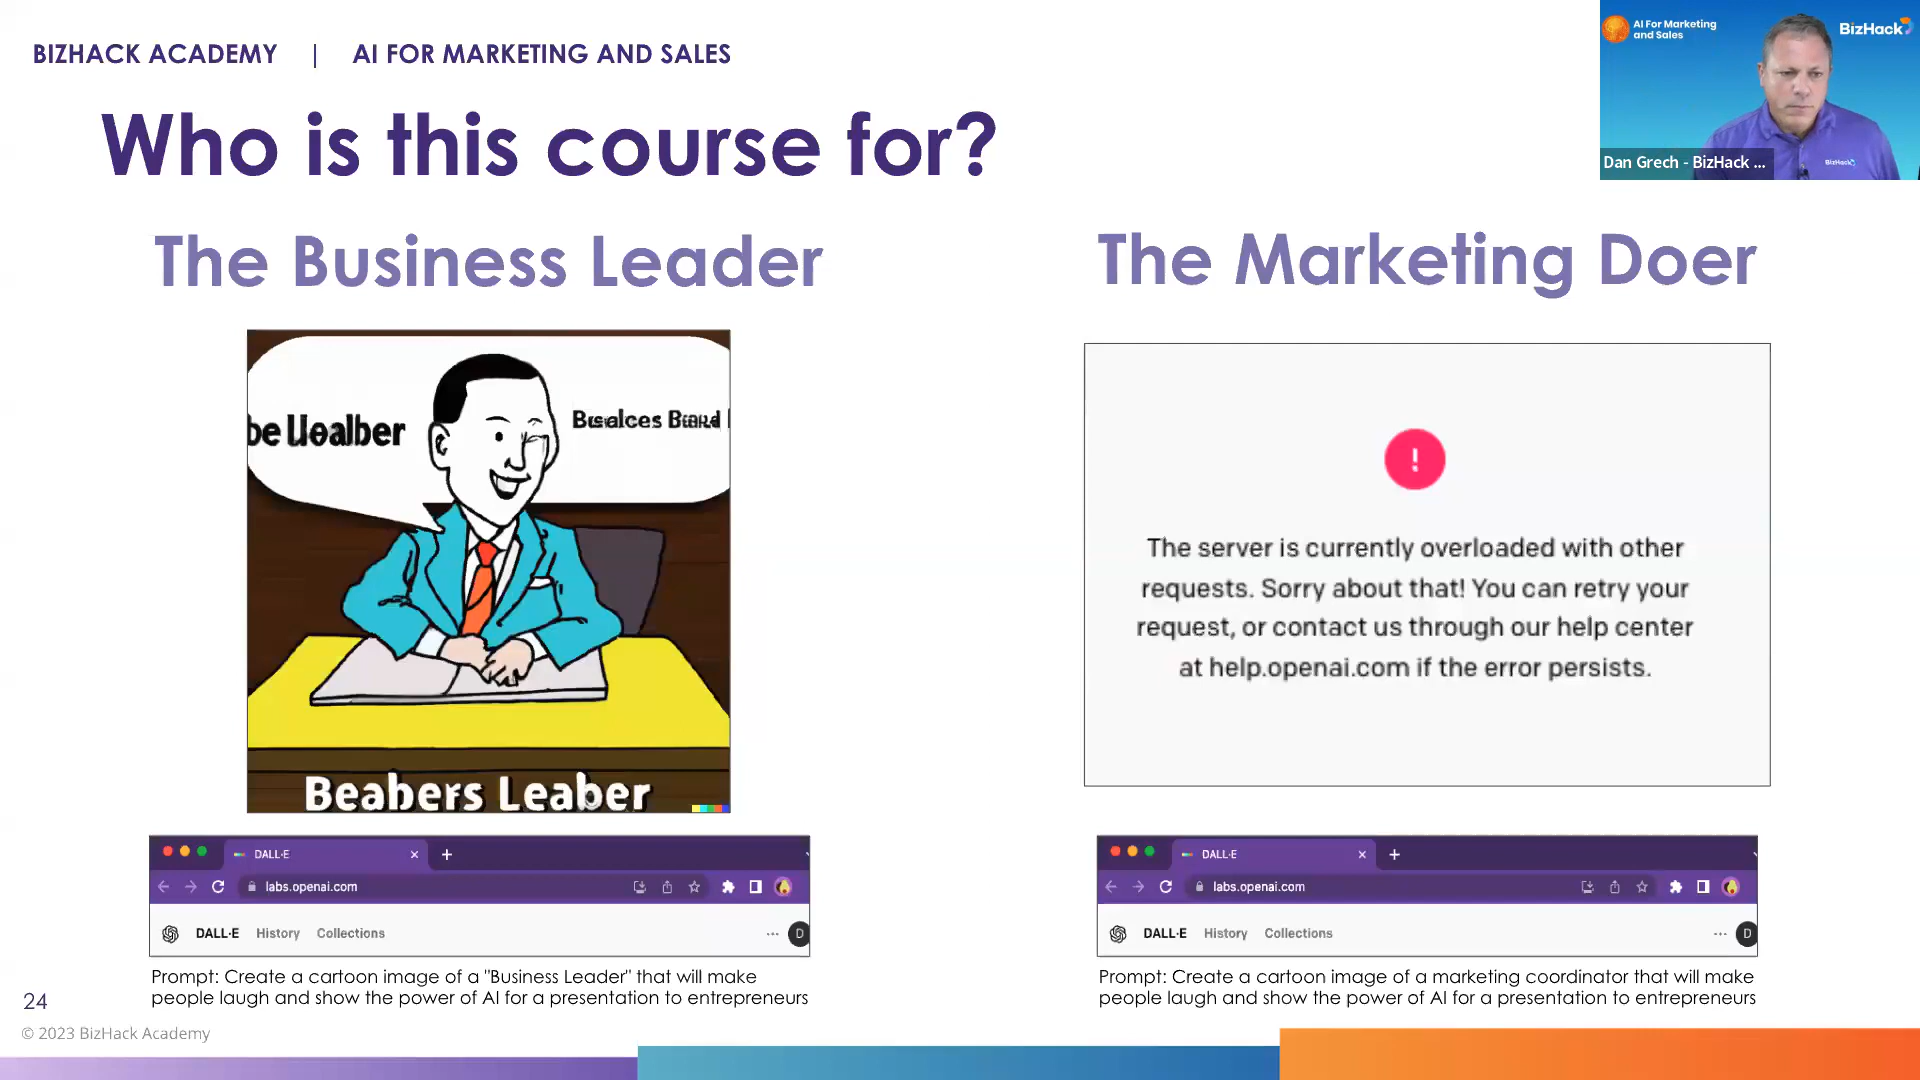 BIZHACK ACADEMY | AI FOR MARKETING AND SALES
AI For Marketing
and Sales
BizHack
BizHack
Dan Grech - BizHack ...
Who is this course for?
The Business Leader
The Marketing Doer
Beabers Leaber
!
The server is currently overloaded with other
requests. Sorry about that! You can retry your
request, or contact us through our help center
at help.openai.com if the error persists.
DALL·E
labs.openai.com
DALL·E History Collections
D
Prompt: Create a cartoon image of a "Business Leader" that will make
people laugh and show the power of AI for a presentation to entrepreneurs
DALL·E
labs.openai.com
DALL·E History Collections
D
Prompt: Create a cartoon image of a marketing coordinator that will make
people laugh and show the power of AI for a presentation to entrepreneurs
24
© 2023 BizHack Academy